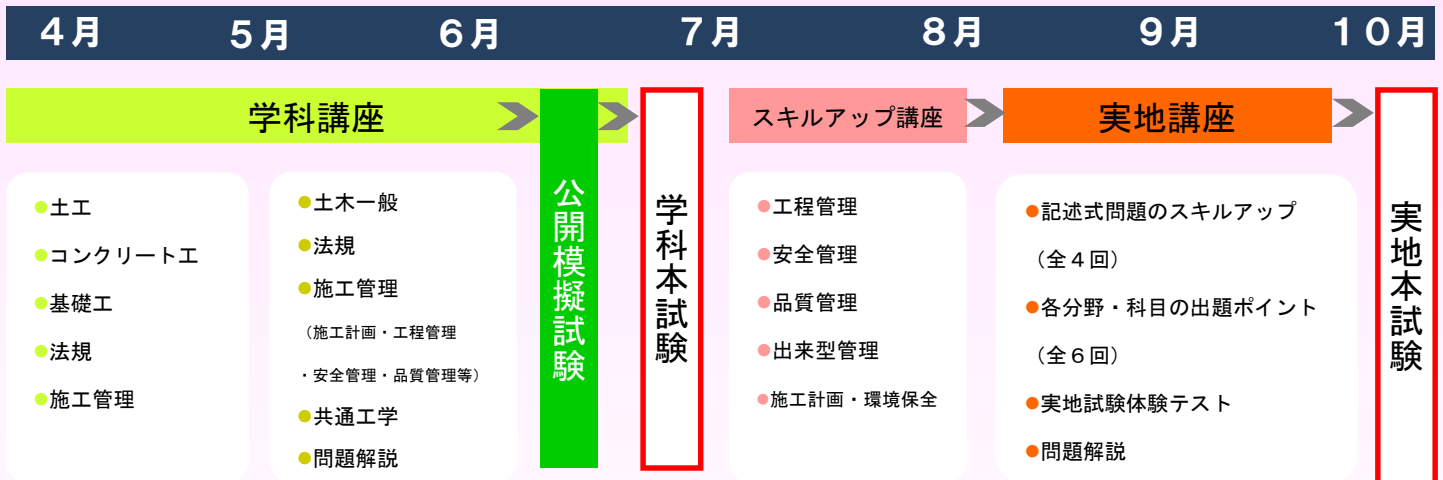 4月 5月 6月 7月 8月 9月 10月
学科講座
公開模擬試験
学科本試験
スキルアップ講座
実地講座
実地本試験
●土工
●コンクリート工
●基礎工
●法規
●施工管理
●土木一般
●法規
●施工管理
（施工計画・工程管理
・安全管理・品質管理等）
●共通工学
●問題解説
●工程管理
●安全管理
●品質管理
●出来型管理
●施工計画・環境保全
●記述式問題のスキルアップ
（全４回）
●各分野・科目の出題ポイント
（全６回）
●実地試験体験テスト
●問題解説